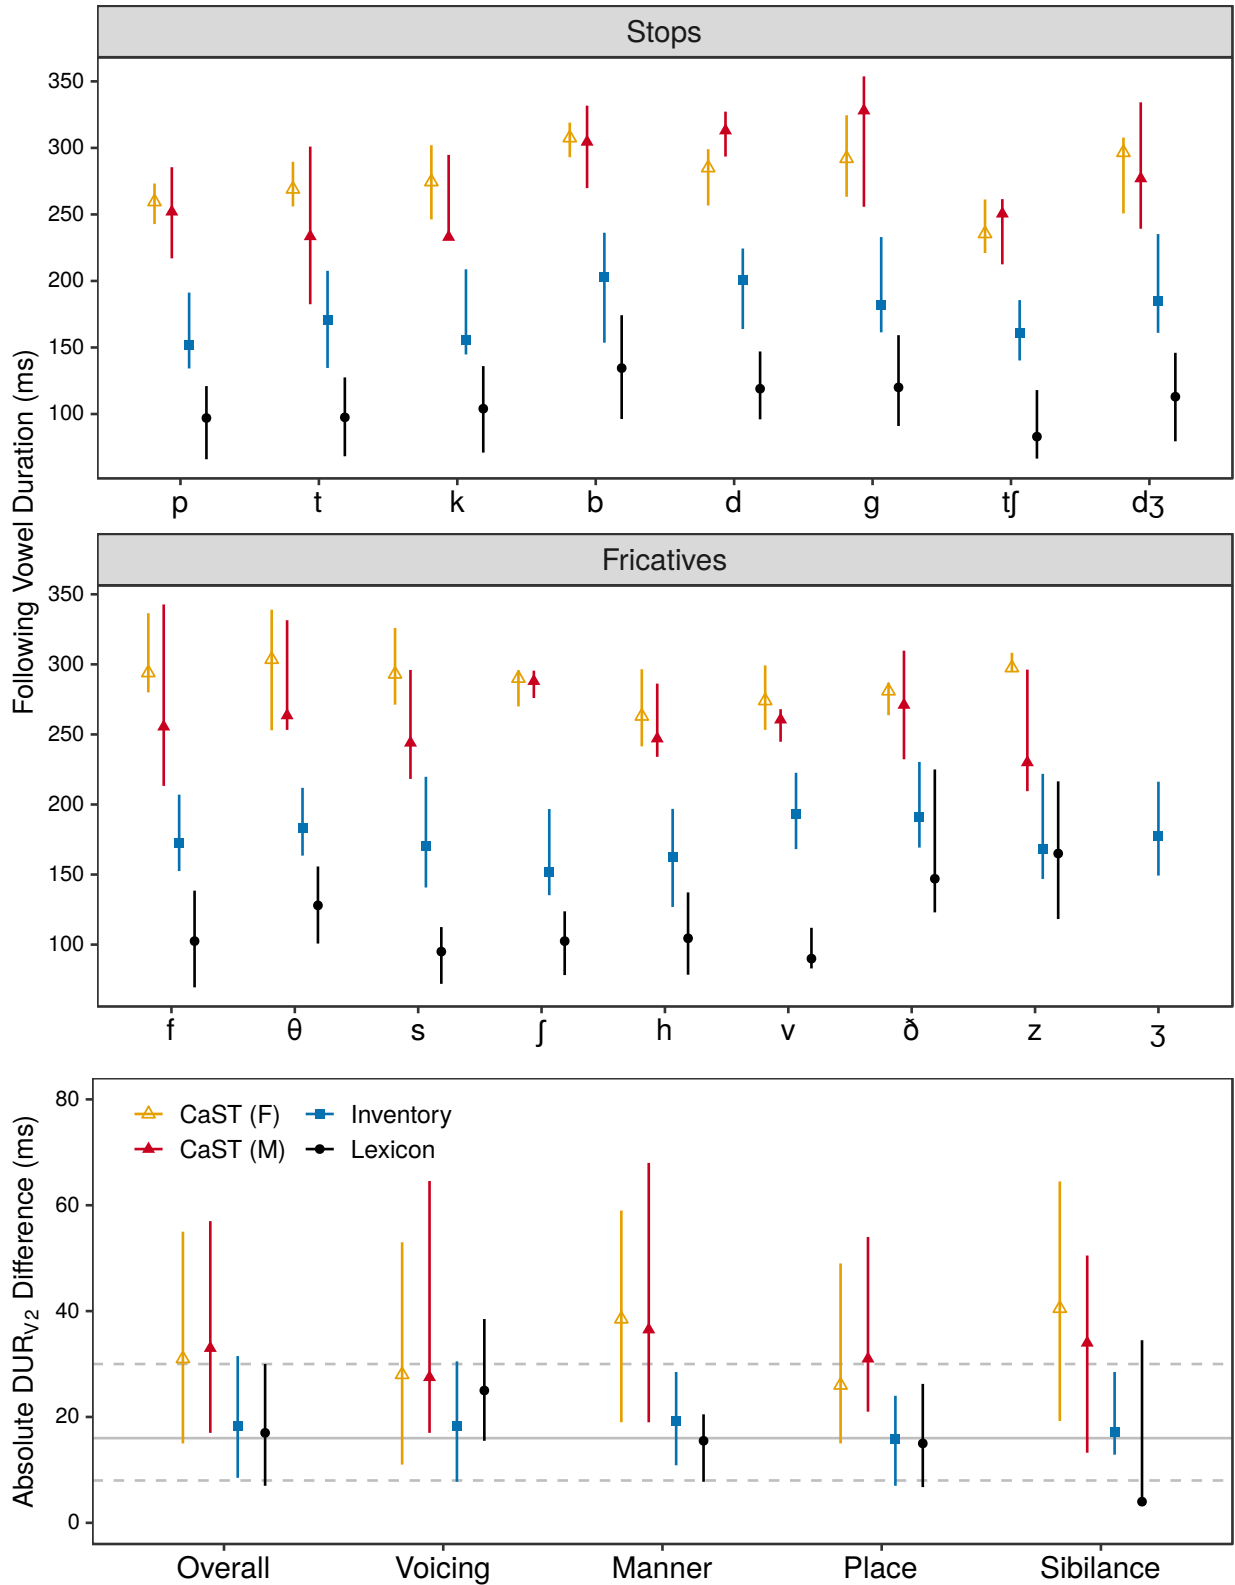 Stops
Following Vowel Duration (ms)
350
300
250
200
150
100
p t k b d g tʃ dʒ
Fricatives
350
300
250
200
150
100
f θ s ʃ h v ð z ʒ
Absolute DURV2 Difference (ms)
80
60
40
20
0
CaST (F) Inventory
CaST (M) Lexicon
Overall Voicing Manner Place Sibilance